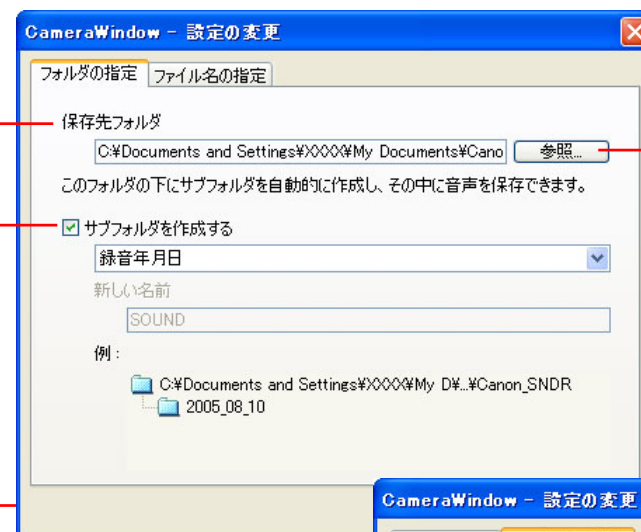 CameraWindow - 設定の変更
フォルダの指定 ファイル名の指定
保存先フォルダ
C:¥Documents and Settings¥XXXX¥My Documents¥Cano 参照...
このフォルダの下にサブフォルダを自動的に作成し、その中に音声を保存できます。
サブフォルダを作成する
録音年月日
新しい名前
SOUND
例：
C:¥Documents and Settings¥XXXX¥My D¥...¥Canon_SNDR
2005_08_10
CameraWindow - 設定の変更